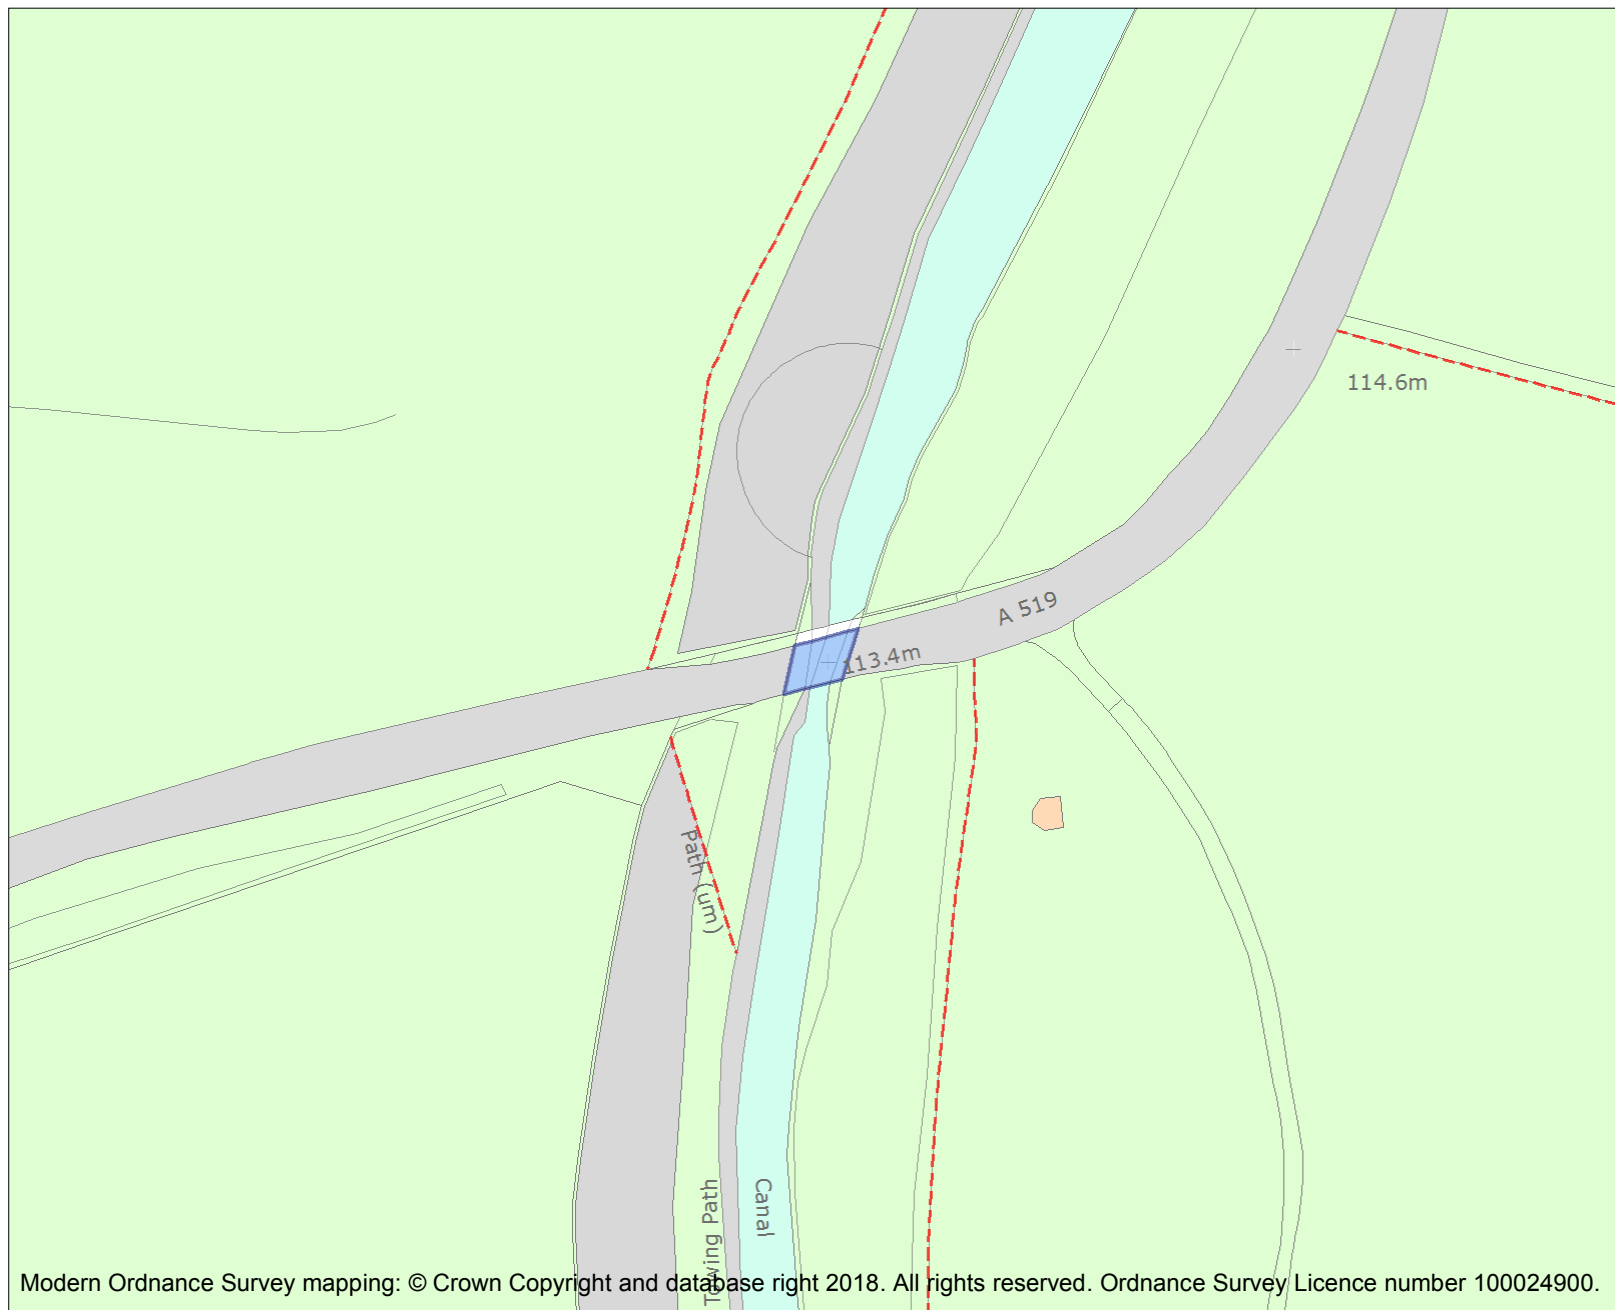 114.6m
A 519
113.4m
Path (um)
Towing Path
Canal
Modern Ordnance Survey mapping: © Crown Copyright and database right 2018. All rights reserved. Ordnance Survey Licence number 100024900.